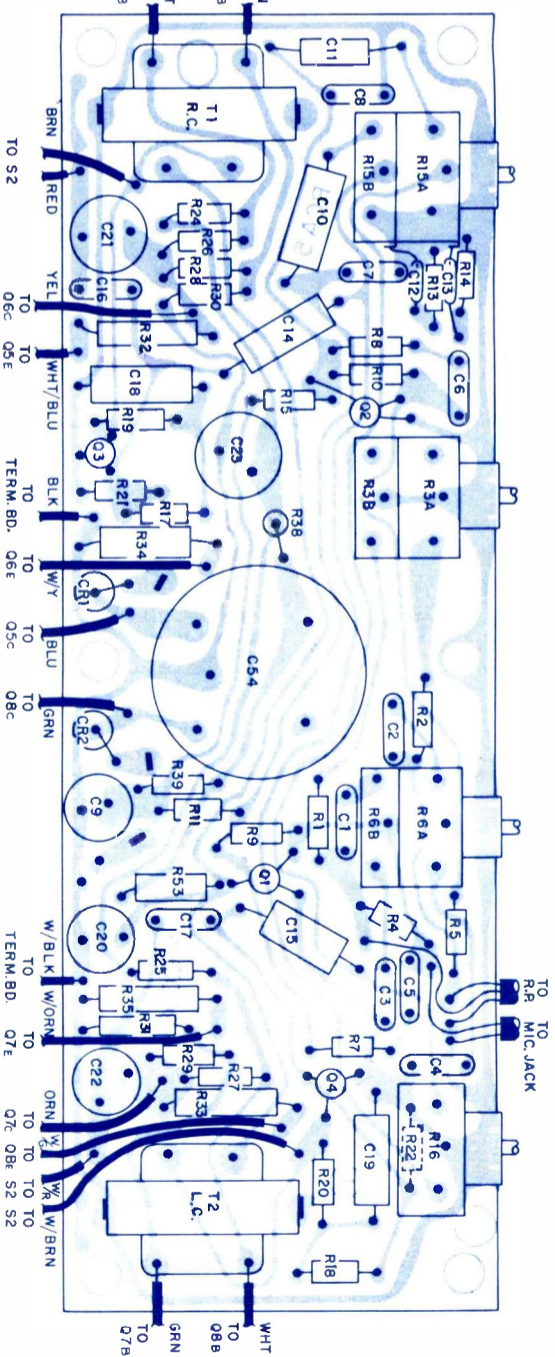 C11
C8
T1
R.C.
R15A
R15B
C10
BRN
TO S2
RED
C21
R24
R26
R28
R30
C16
C7
C12
R13
C13
R14
YEL
TO
Q6C
R32
C14
R8
R10
C6
TO
Q5E
WHT/BLU
C18
R15
Q2
R19
Q3
C23
R3A
R3B
BLK
TO
TERM.BD.
R21
R17
R38
R34
W/Y
TO
Q6E
CR1
BLU
TO
Q5C
C54
GRN
TO
Q8C
CR2
R2
C2
R39
R11
C9
R9
R1
C1
R6A
R6B
Q1
R53
C17
C15
R4
R5
C20
W/BLK
TO
TERM.BD.
R25
C3
C5
TO
R.P.
TO
MIC.JACK
W/ORN
TO
Q7E
R35
R31
R29
R27
R33
C22
R7
Q4
C4
R16
R22
C19
R20
ORN
TO
Q7C
W/G
TO
Q8E
W/R
TO
S2
W/BRN
TO
S2
T2
L.C.
R18
GRN
TO
Q7B
WHT
TO
Q8B